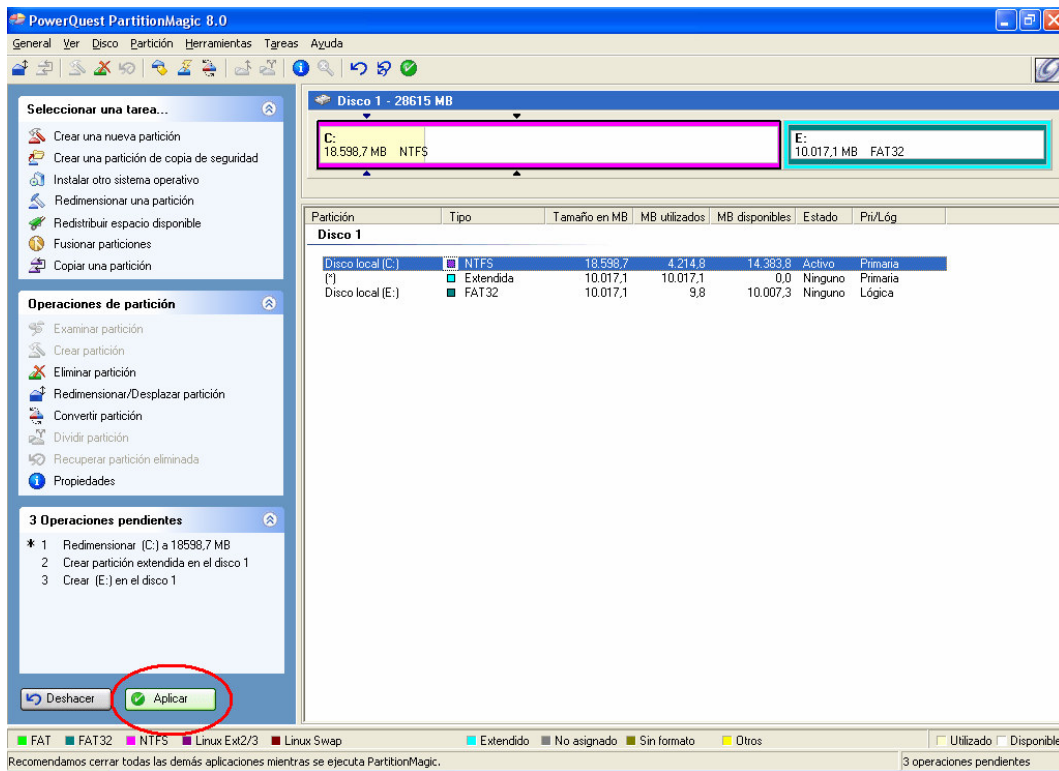 PowerQuest PartitionMagic 8.0
General Ver Disco Partición Herramientas Tareas Ayuda
Seleccionar una tarea...
Crear una nueva partición
Crear una partición de copia de seguridad
Instalar otro sistema operativo
Redimensionar una partición
Redistribuir espacio disponible
Fusionar particiones
Copiar una partición
Operaciones de partición
Examinar partición
Crear partición
Eliminar partición
Redimensionar/Desplazar partición
Convertir partición
Dividir partición
Recuperar partición eliminada
Propiedades
3 Operaciones pendientes
* 1 Redimensionar (C:) a 18598,7 MB
2 Crear partición extendida en el disco 1
3 Crear (E:) en el disco 1
Deshacer Aplicar
Disco 1 - 28615 MB
C:
18.598,7 MB NTFS
E:
10.017,1 MB FAT32
Partición Tipo Tamaño en MB MB utilizados MB disponibles Estado Pri/Lóg
Disco 1
Disco local (C:) NTFS 18.598,7 4.214,8 14.383,8 Activo Primaria
(*) Extendida 10.017,1 10.017,1 0,0 Ninguno Primaria
Disco local (E:) FAT32 10.017,1 9,8 10.007,3 Ninguno Lógica
FAT FAT32 NTFS Linux Ext2/3 Linux Swap Extendido No asignado Sin formato Otros Utilizado Disponible
Recomendamos cerrar todas las demás aplicaciones mientras se ejecuta PartitionMagic. 3 operaciones pendientes